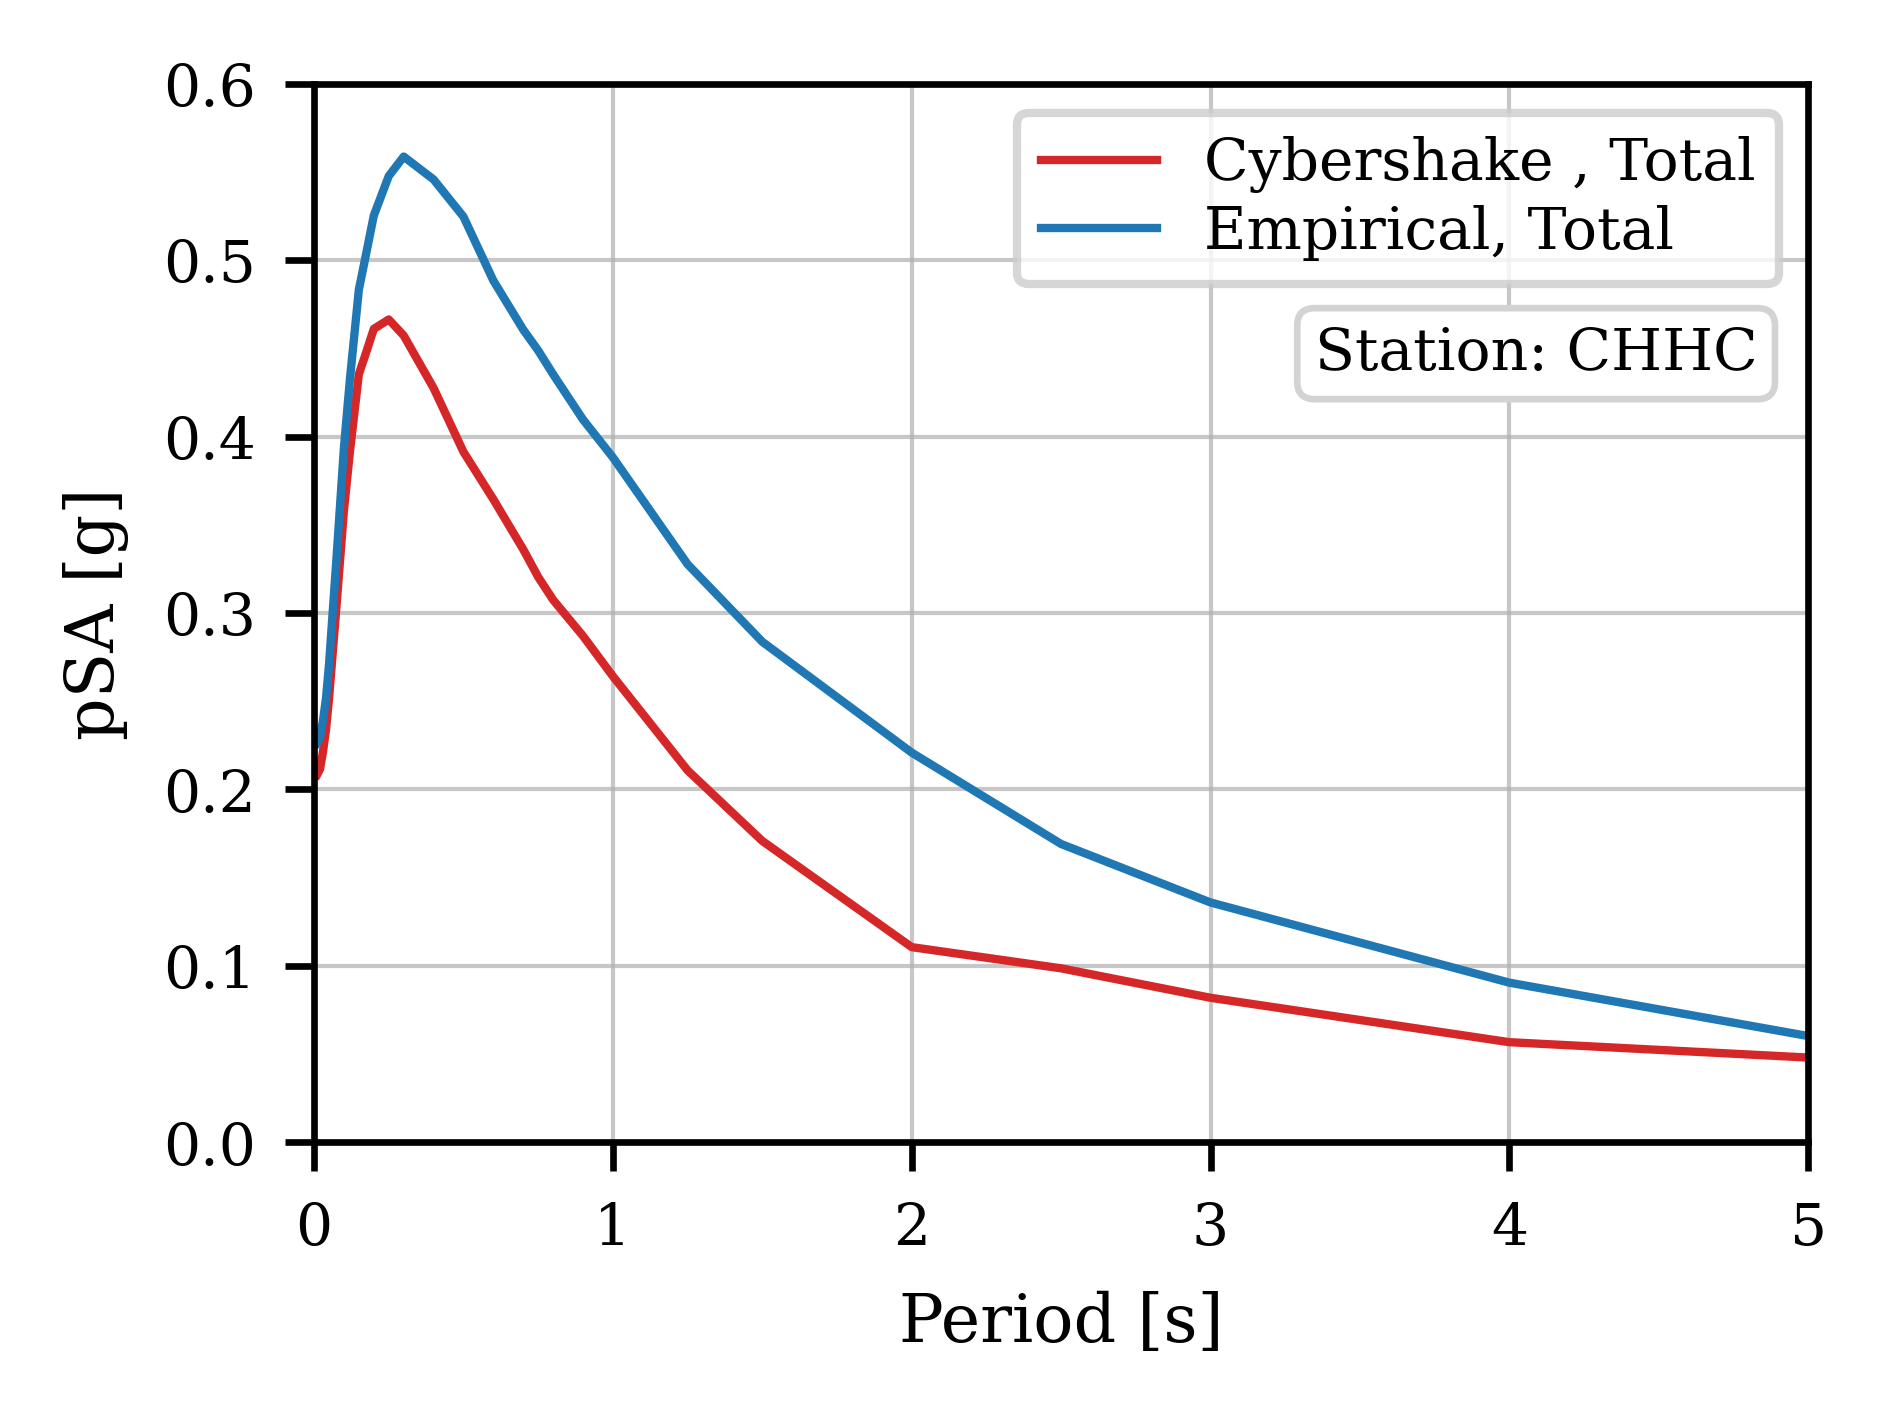 0.6
0.5
0.4
0.3
0.2
0.1
0.0
pSA [g]
Cybershake , Total
Empirical, Total
Station: CHHC
0 1 2 3 4 5
Period [s]